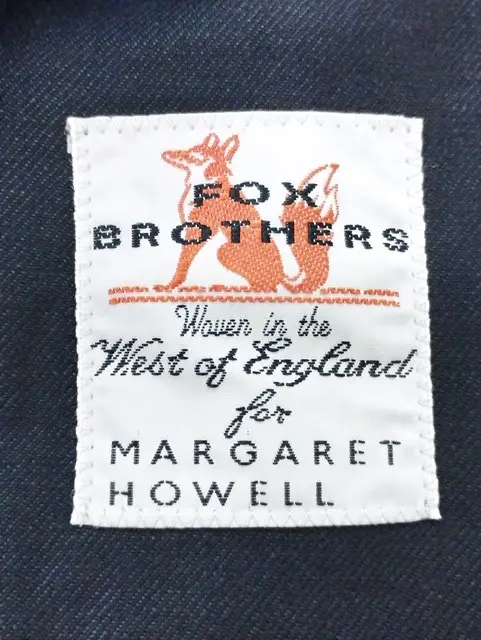 FOX
BROTHERS
Woven in the
West of England
for
MARGARET
HOWELL